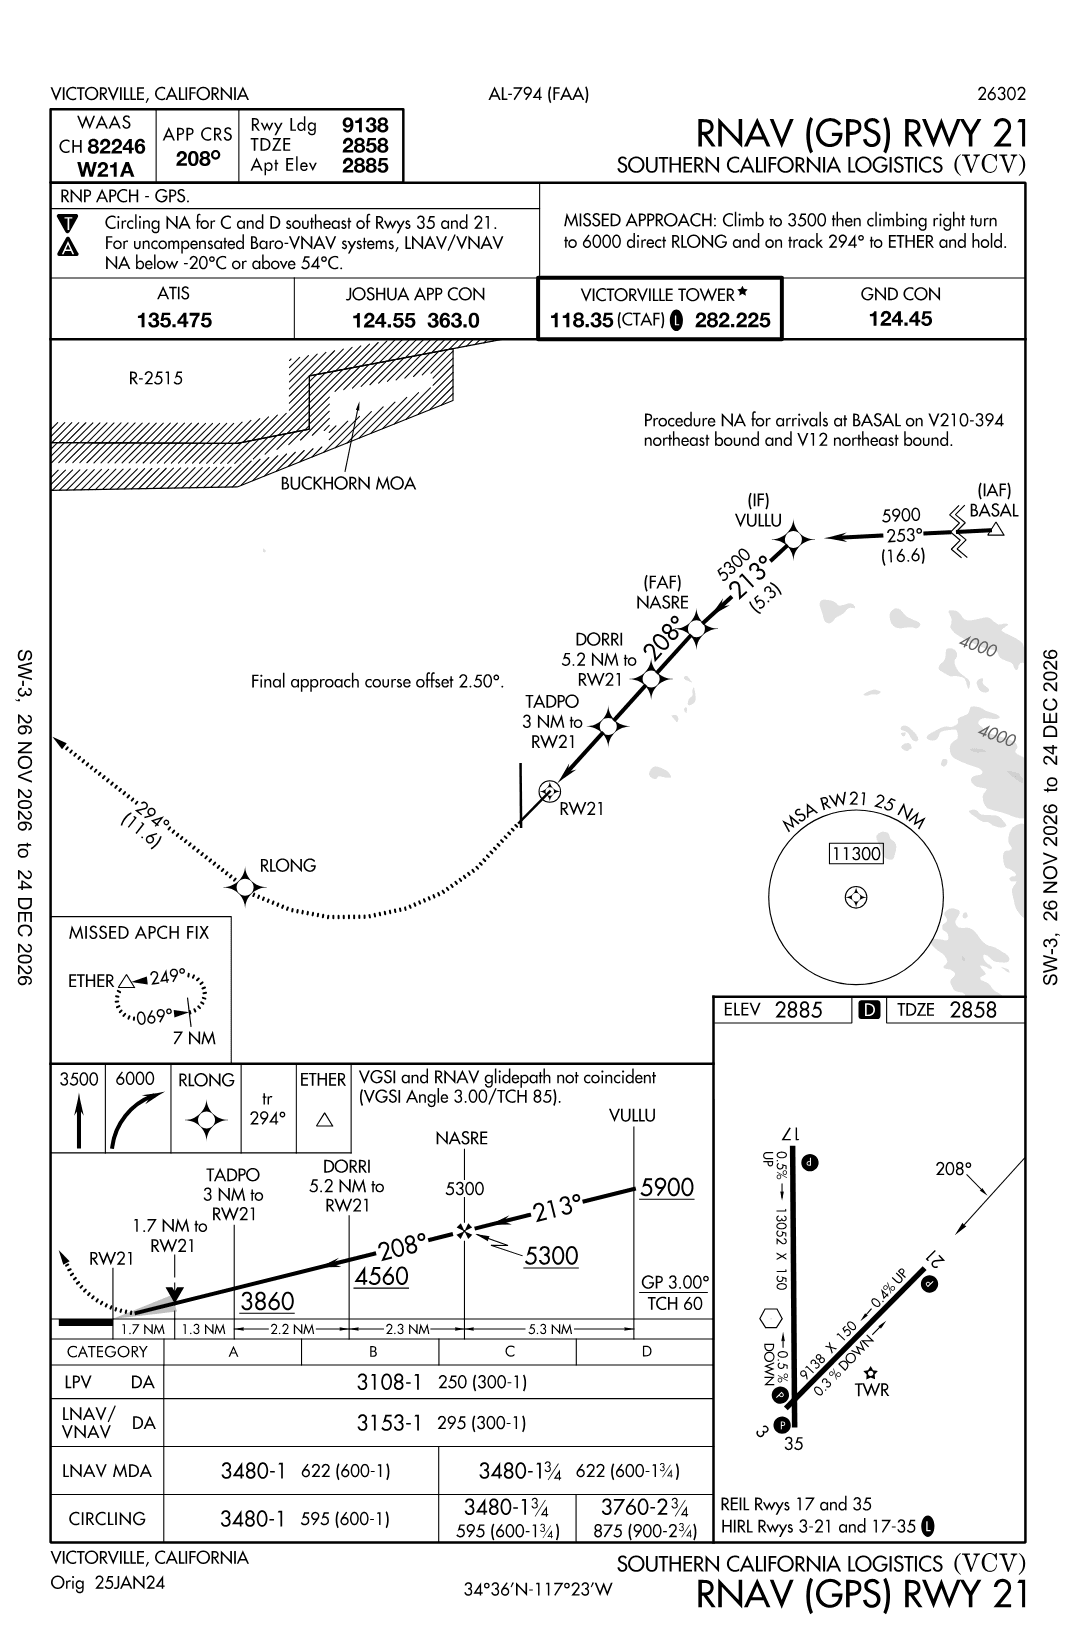 VICTORVILLE, CALIFORNIA
AL-794 (FAA)
26302
WAAS
CH 82246
W21A
APP CRS
208°
Rwy Ldg 9138
TDZE 2858
Apt Elev 2885
RNAV (GPS) RWY 21
SOUTHERN CALIFORNIA LOGISTICS (VCV)
RNP APCH - GPS.
T
A
Circling NA for C and D southeast of Rwys 35 and 21.
For uncompensated Baro-VNAV systems, LNAV/VNAV
NA below -20°C or above 54°C.
MISSED APPROACH: Climb to 3500 then climbing right turn
to 6000 direct RLONG and on track 294° to ETHER and hold.
ATIS
135.475
JOSHUA APP CON
124.55 363.0
VICTORVILLE TOWER★
118.35 (CTAF) L 282.225
GND CON
124.45
R-2515
BUCKHORN MOA
Procedure NA for arrivals at BASAL on V210-394
northeast bound and V12 northeast bound.
(IAF)
BASAL
5900
253°
(16.6)
(IF)
VULLU
5300
213°
(5.3)
(FAF)
NASRE
208°
DORRI
5.2 NM to
RW21
TADPO
3 NM to
RW21
Final approach course offset 2.50°.
RW21
4000
4000
294°
(11.6)
RLONG
MSA RW21 25 NM
11300
MISSED APCH FIX
ETHER
249°
069°
7 NM
SW-3, 26 NOV 2026 to 24 DEC 2026
SW-3, 26 NOV 2026 to 24 DEC 2026
ELEV 2885
D
TDZE 2858
17
P
0.5% UP
13052 X 150
0.5% DOWN
208°
21
P
0.4% UP
9138 X 150
0.3% DOWN
TWR
P
P
3
35
REIL Rwys 17 and 35
HIRL Rwys 3-21 and 17-35 L
3500
6000
RLONG
tr
294°
ETHER
VGSI and RNAV glidepath not coincident
(VGSI Angle 3.00/TCH 85).
VULLU
NASRE
DORRI
5.2 NM to
RW21
TADPO
3 NM to
RW21
1.7 NM to
RW21
RW21
5300
5900
213°
208°
5300
4560
3860
GP 3.00°
TCH 60
1.7 NM
1.3 NM
2.2 NM
2.3 NM
5.3 NM
CATEGORY A B C D
LPV DA 3108-1 250 (300-1)
LNAV/
VNAV DA 3153-1 295 (300-1)
LNAV MDA 3480-1 622 (600-1) 3480-1¾ 622 (600-1¾)
CIRCLING 3480-1 595 (600-1)
3480-1¾
595 (600-1¾)
3760-2¾
875 (900-2¾)
VICTORVILLE, CALIFORNIA
Orig 25JAN24
34°36'N-117°23'W
SOUTHERN CALIFORNIA LOGISTICS (VCV)
RNAV (GPS) RWY 21